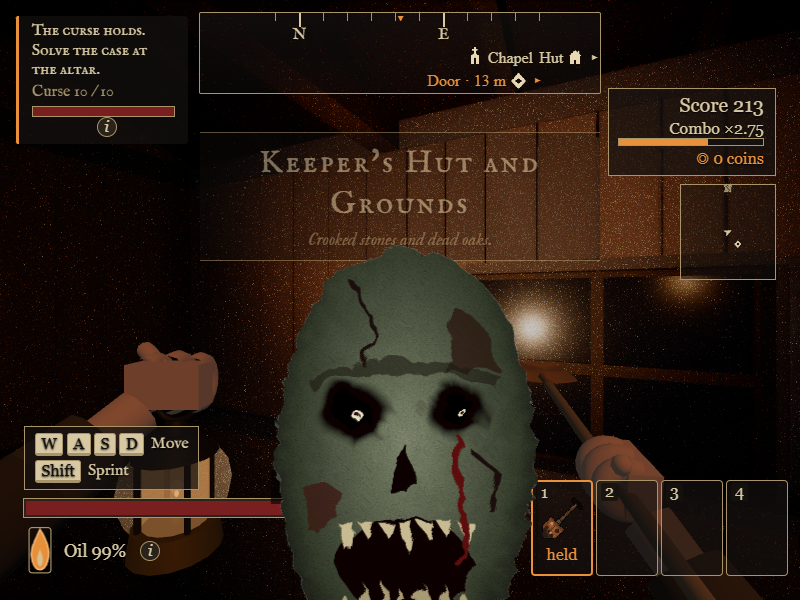 The curse holds.
Solve the case at
the altar.
Curse 10/10
i
N
E
Chapel Hut
Door · 13 m
Score 213
Combo ×2.75
0 coins
N
Keeper's Hut and
Grounds
Crooked stones and dead oaks.
W A S D Move
Shift Sprint
Oil 99% i
1 2 3 4
held